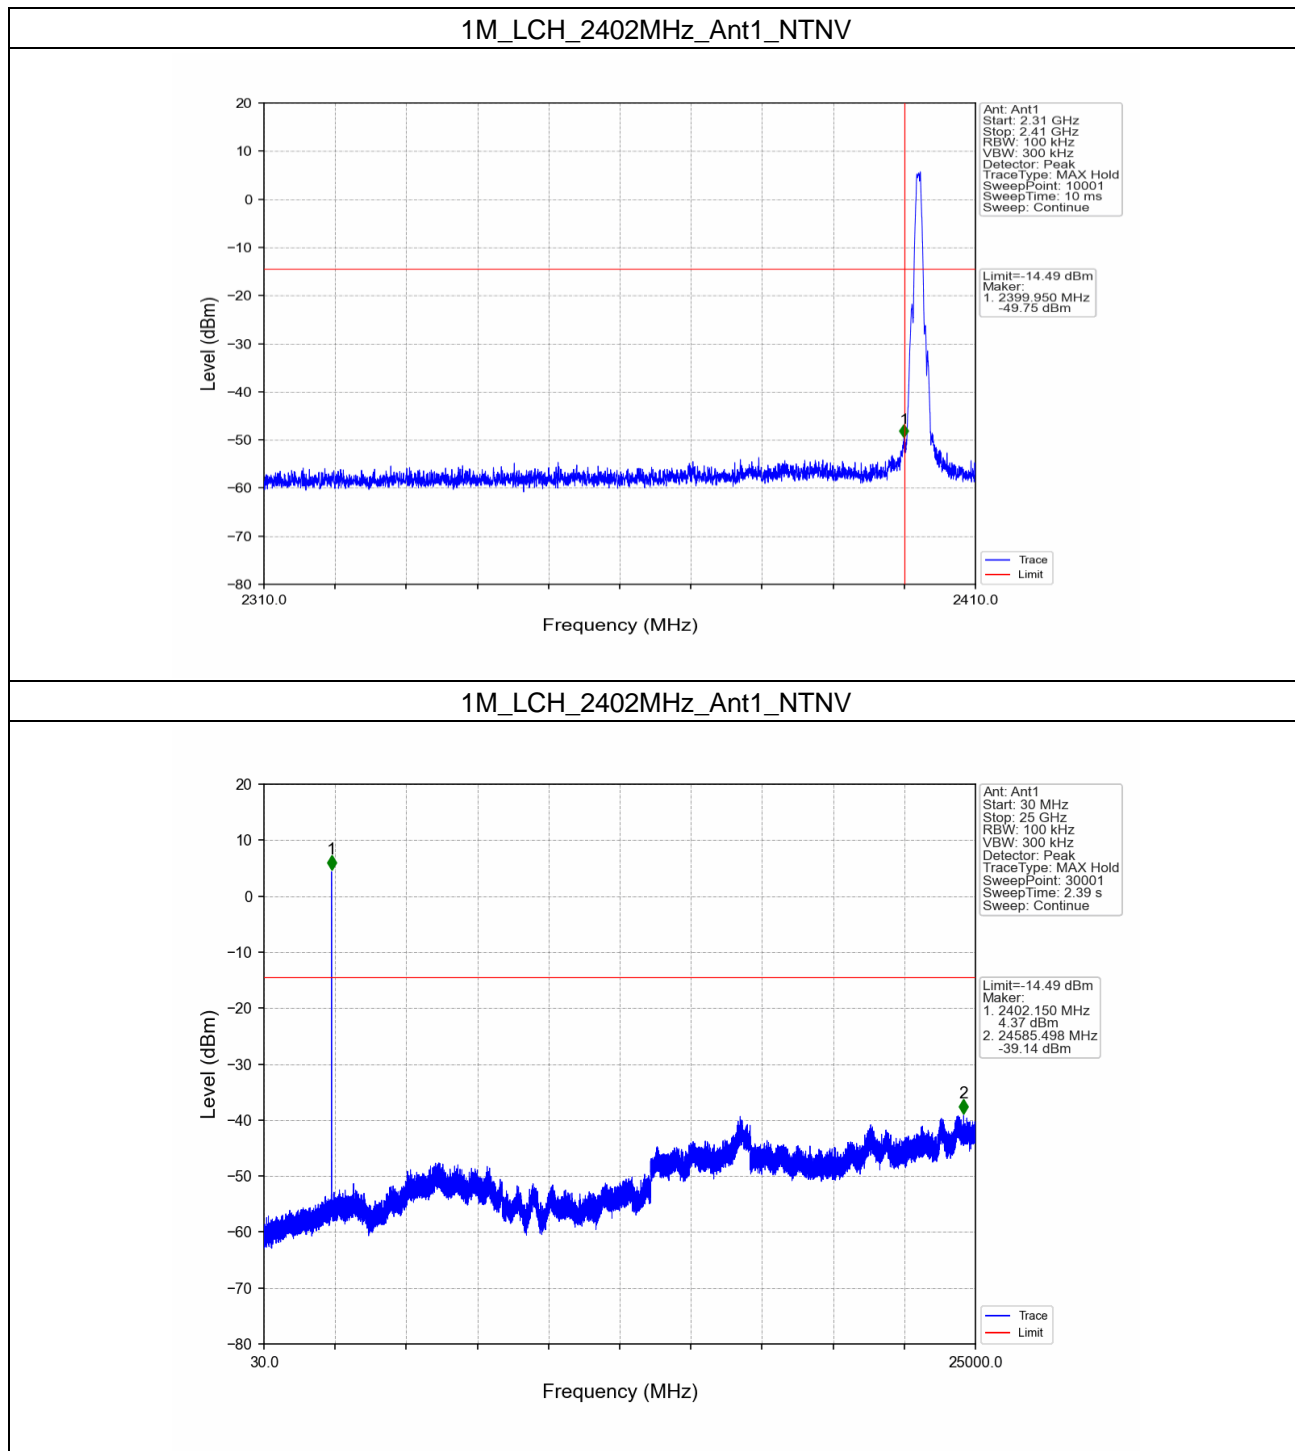 1M_LCH_2402MHz_Ant1_NTNV
20
10
0
−10
−20
−30
−40
−50
−60
−70
−80
Level (dBm)
1
2310.0
2410.0
Frequency (MHz)
Ant: Ant1
Start: 2.31 GHz
Stop: 2.41 GHz
RBW: 100 kHz
VBW: 300 kHz
Detector: Peak
TraceType: MAX Hold
SweepPoint: 10001
SweepTime: 10 ms
Sweep: Continue
Limit=-14.49 dBm
Maker:
1. 2399.950 MHz
-49.75 dBm
Trace
Limit
1M_LCH_2402MHz_Ant1_NTNV
20
10
0
−10
−20
−30
−40
−50
−60
−70
−80
Level (dBm)
1
2
30.0
25000.0
Frequency (MHz)
Ant: Ant1
Start: 30 MHz
Stop: 25 GHz
RBW: 100 kHz
VBW: 300 kHz
Detector: Peak
TraceType: MAX Hold
SweepPoint: 30001
SweepTime: 2.39 s
Sweep: Continue
Limit=-14.49 dBm
Maker:
1. 2402.150 MHz
4.37 dBm
2. 24585.498 MHz
-39.14 dBm
Trace
Limit